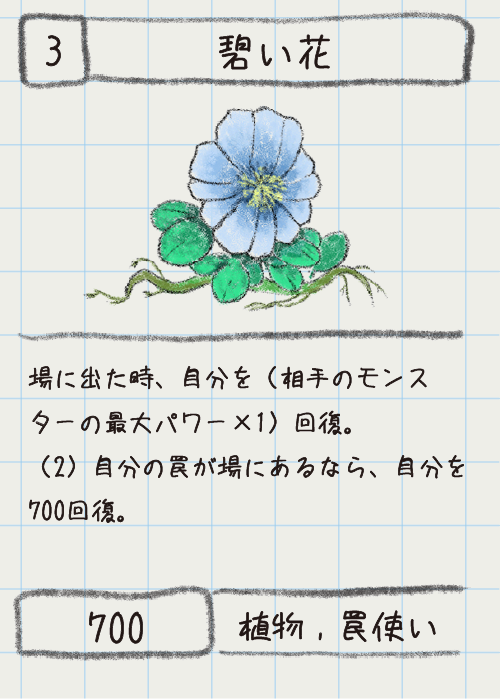 3
碧い花
場に出た時、自分を（相手のモンス
ターの最大パワー×1）回復。
（2）自分の罠が場にあるなら、自分を
700回復。
700
植物，罠使い